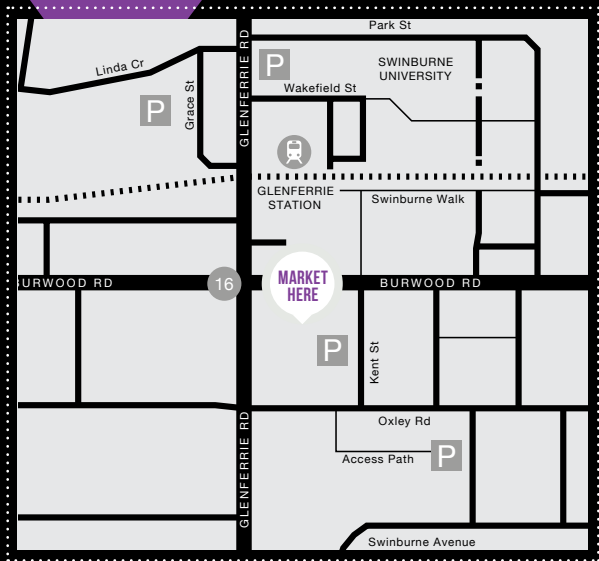 Park St
GLENFERRIE RD
P
SWINBURNE
UNIVERSITY
Linda Cr
Wakefield St
P
Grace St
GLENFERRIE
STATION
Swinburne Walk
BURWOOD RD
16
MARKET
HERE
BURWOOD RD
P
Kent St
Oxley Rd
GLENFERRIE RD
Access Path
P
Swinburne Avenue